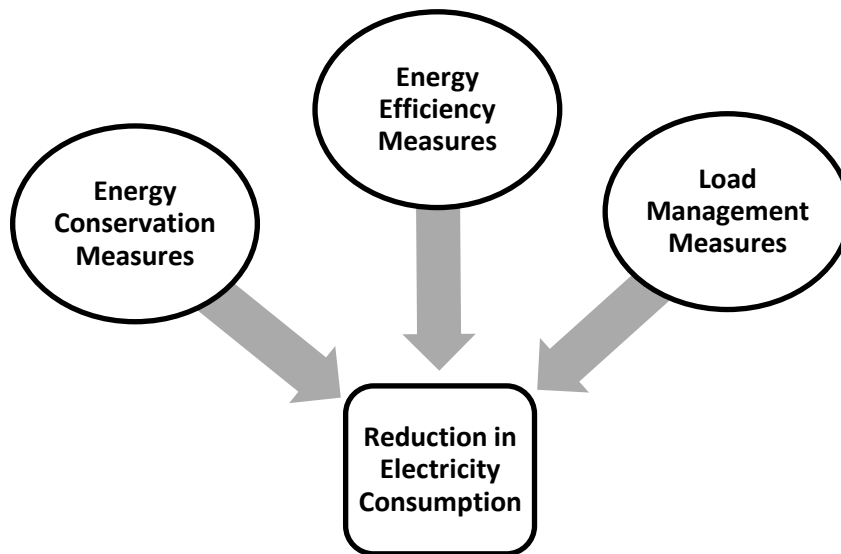 Energy
Efficiency
Measures
Energy
Conservation
Measures
Load
Management
Measures
Reduction in
Electricity
Consumption